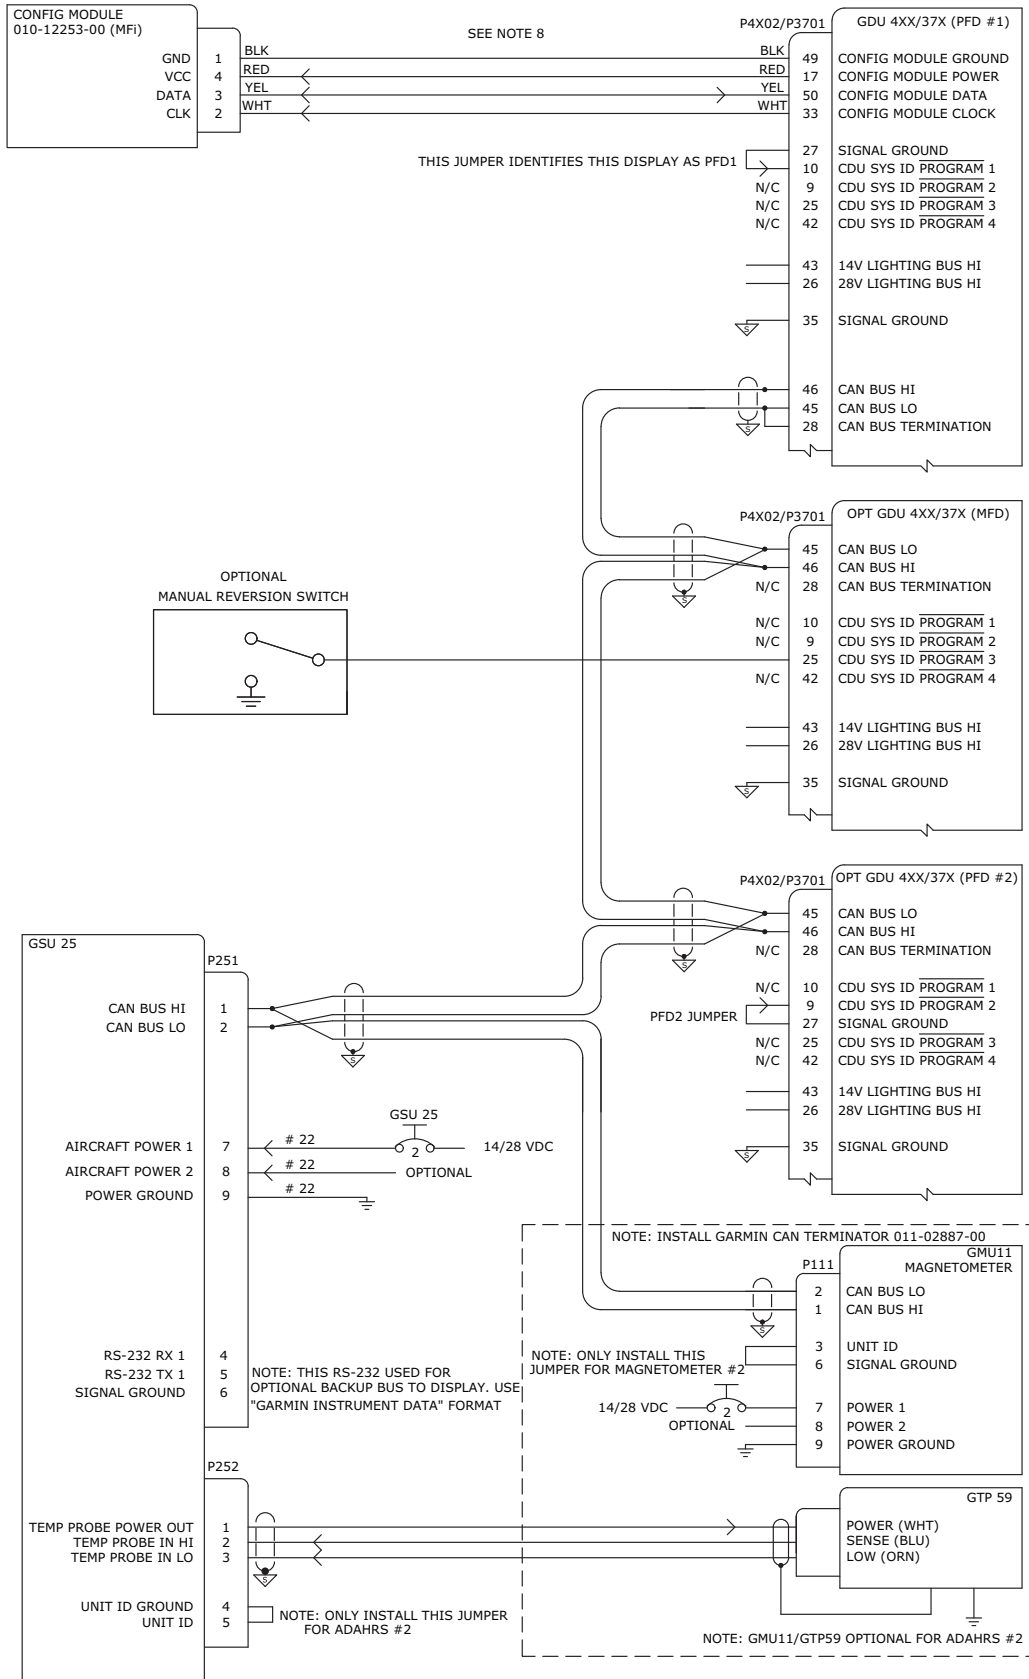 CONFIG MODULE
010-12253-00 (MFi)
GND 1 BLK
VCC 4 RED
DATA 3 YEL
CLK 2 WHT
SEE NOTE 8
P4X02/P3701
GDU 4XX/37X (PFD #1)
BLK 49 CONFIG MODULE GROUND
RED 17 CONFIG MODULE POWER
YEL 50 CONFIG MODULE DATA
WHT 33 CONFIG MODULE CLOCK
27 SIGNAL GROUND
THIS JUMPER IDENTIFIES THIS DISPLAY AS PFD1
10 CDU SYS ID PROGRAM 1
N/C 9 CDU SYS ID PROGRAM 2
N/C 25 CDU SYS ID PROGRAM 3
N/C 42 CDU SYS ID PROGRAM 4
43 14V LIGHTING BUS HI
26 28V LIGHTING BUS HI
S 35 SIGNAL GROUND
46 CAN BUS HI
45 CAN BUS LO
S 28 CAN BUS TERMINATION
P4X02/P3701
OPT GDU 4XX/37X (MFD)
45 CAN BUS LO
46 CAN BUS HI
N/C 28 CAN BUS TERMINATION
S
OPTIONAL
MANUAL REVERSION SWITCH
N/C 10 CDU SYS ID PROGRAM 1
N/C 9 CDU SYS ID PROGRAM 2
25 CDU SYS ID PROGRAM 3
N/C 42 CDU SYS ID PROGRAM 4
43 14V LIGHTING BUS HI
26 28V LIGHTING BUS HI
S 35 SIGNAL GROUND
P4X02/P3701
OPT GDU 4XX/37X (PFD #2)
45 CAN BUS LO
46 CAN BUS HI
N/C 28 CAN BUS TERMINATION
S
N/C 10 CDU SYS ID PROGRAM 1
PFD2 JUMPER
9 CDU SYS ID PROGRAM 2
27 SIGNAL GROUND
N/C 25 CDU SYS ID PROGRAM 3
N/C 42 CDU SYS ID PROGRAM 4
43 14V LIGHTING BUS HI
26 28V LIGHTING BUS HI
S 35 SIGNAL GROUND
GSU 25
P251
CAN BUS HI 1
CAN BUS LO 2
S
GSU 25
AIRCRAFT POWER 1 7 # 22 2 14/28 VDC
AIRCRAFT POWER 2 8 # 22 OPTIONAL
POWER GROUND 9 # 22
RS-232 RX 1 4
RS-232 TX 1 5
SIGNAL GROUND 6
NOTE: THIS RS-232 USED FOR
OPTIONAL BACKUP BUS TO DISPLAY. USE
"GARMIN INSTRUMENT DATA" FORMAT
NOTE: INSTALL GARMIN CAN TERMINATOR 011-02887-00
P111
GMU11
MAGNETOMETER
2 CAN BUS LO
1 CAN BUS HI
S
3 UNIT ID
6 SIGNAL GROUND
NOTE: ONLY INSTALL THIS
JUMPER FOR MAGNETOMETER #2
14/28 VDC 2 7 POWER 1
OPTIONAL 8 POWER 2
9 POWER GROUND
P252
TEMP PROBE POWER OUT 1
TEMP PROBE IN HI 2
TEMP PROBE IN LO 3
S
GTP 59
POWER (WHT)
SENSE (BLU)
LOW (ORN)
UNIT ID GROUND 4
UNIT ID 5
NOTE: ONLY INSTALL THIS JUMPER
FOR ADAHRS #2
NOTE: GMU11/GTP59 OPTIONAL FOR ADAHRS #2